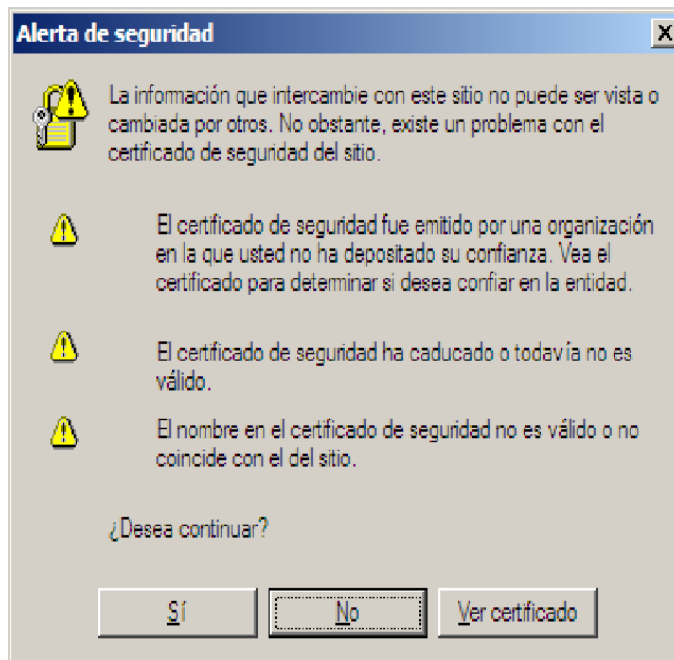 Alerta de seguridad
X
La información que intercambie con este sitio no puede ser vista o
cambiada por otros. No obstante, existe un problema con el
certificado de seguridad del sitio.
El certificado de seguridad fue emitido por una organización
en la que usted no ha depositado su confianza. Vea el
certificado para determinar si desea confiar en la entidad.
El certificado de seguridad ha caducado o todavía no es
válido.
El nombre en el certificado de seguridad no es válido o no
coincide con el del sitio.
¿Desea continuar?
Sí
No
Ver certificado